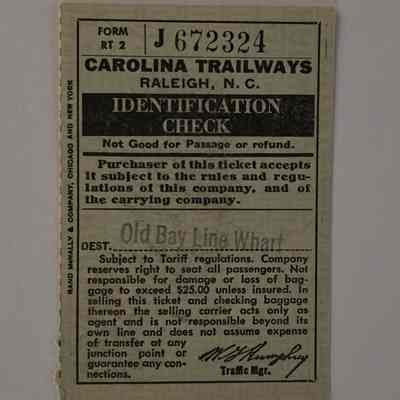 FORM
RT 2
J 672324
CAROLINA TRAILWAYS
RALEIGH, N. C.
IDENTIFICATION
CHECK
Not Good for Passage or refund.
Purchaser of this ticket accepts
it subject to the rules and regu-
lations of this company, and of
the carrying company.
DEST. Old Bay Line Wharf
Subject to Tariff regulations. Company
reserves right to seat all passengers. Not
responsible for damage or loss of bag-
gage to exceed $25.00 unless insured. In
selling this ticket and checking baggage
thereon the selling carrier acts only as
agent and is not responsible beyond its
own line and does not assume expense
of transfer at any
junction point or
guarantee any con-
nections.
Traffic Mgr.
RAND McNALLY & COMPANY, CHICAGO AND NEW YORK